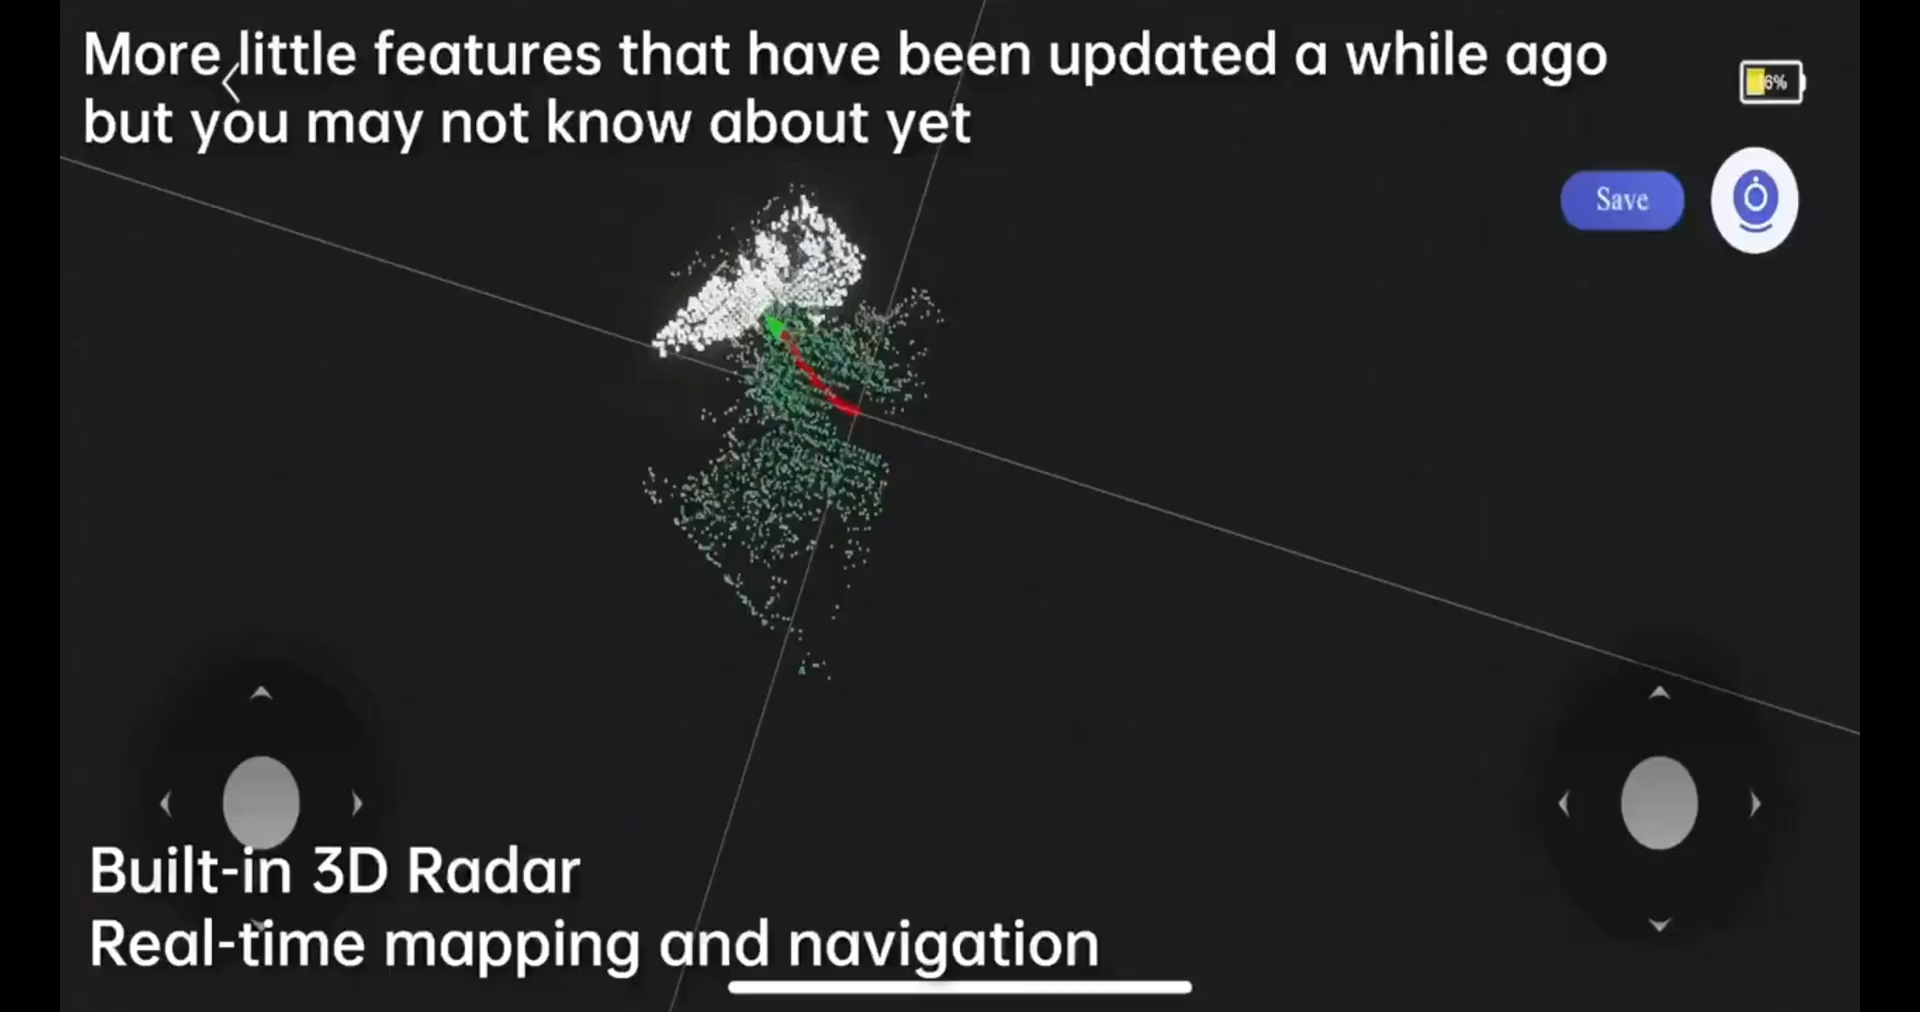 More little features that have been updated a while ago
but you may not know about yet
6%
Save
Built-in 3D Radar
Real-time mapping and navigation